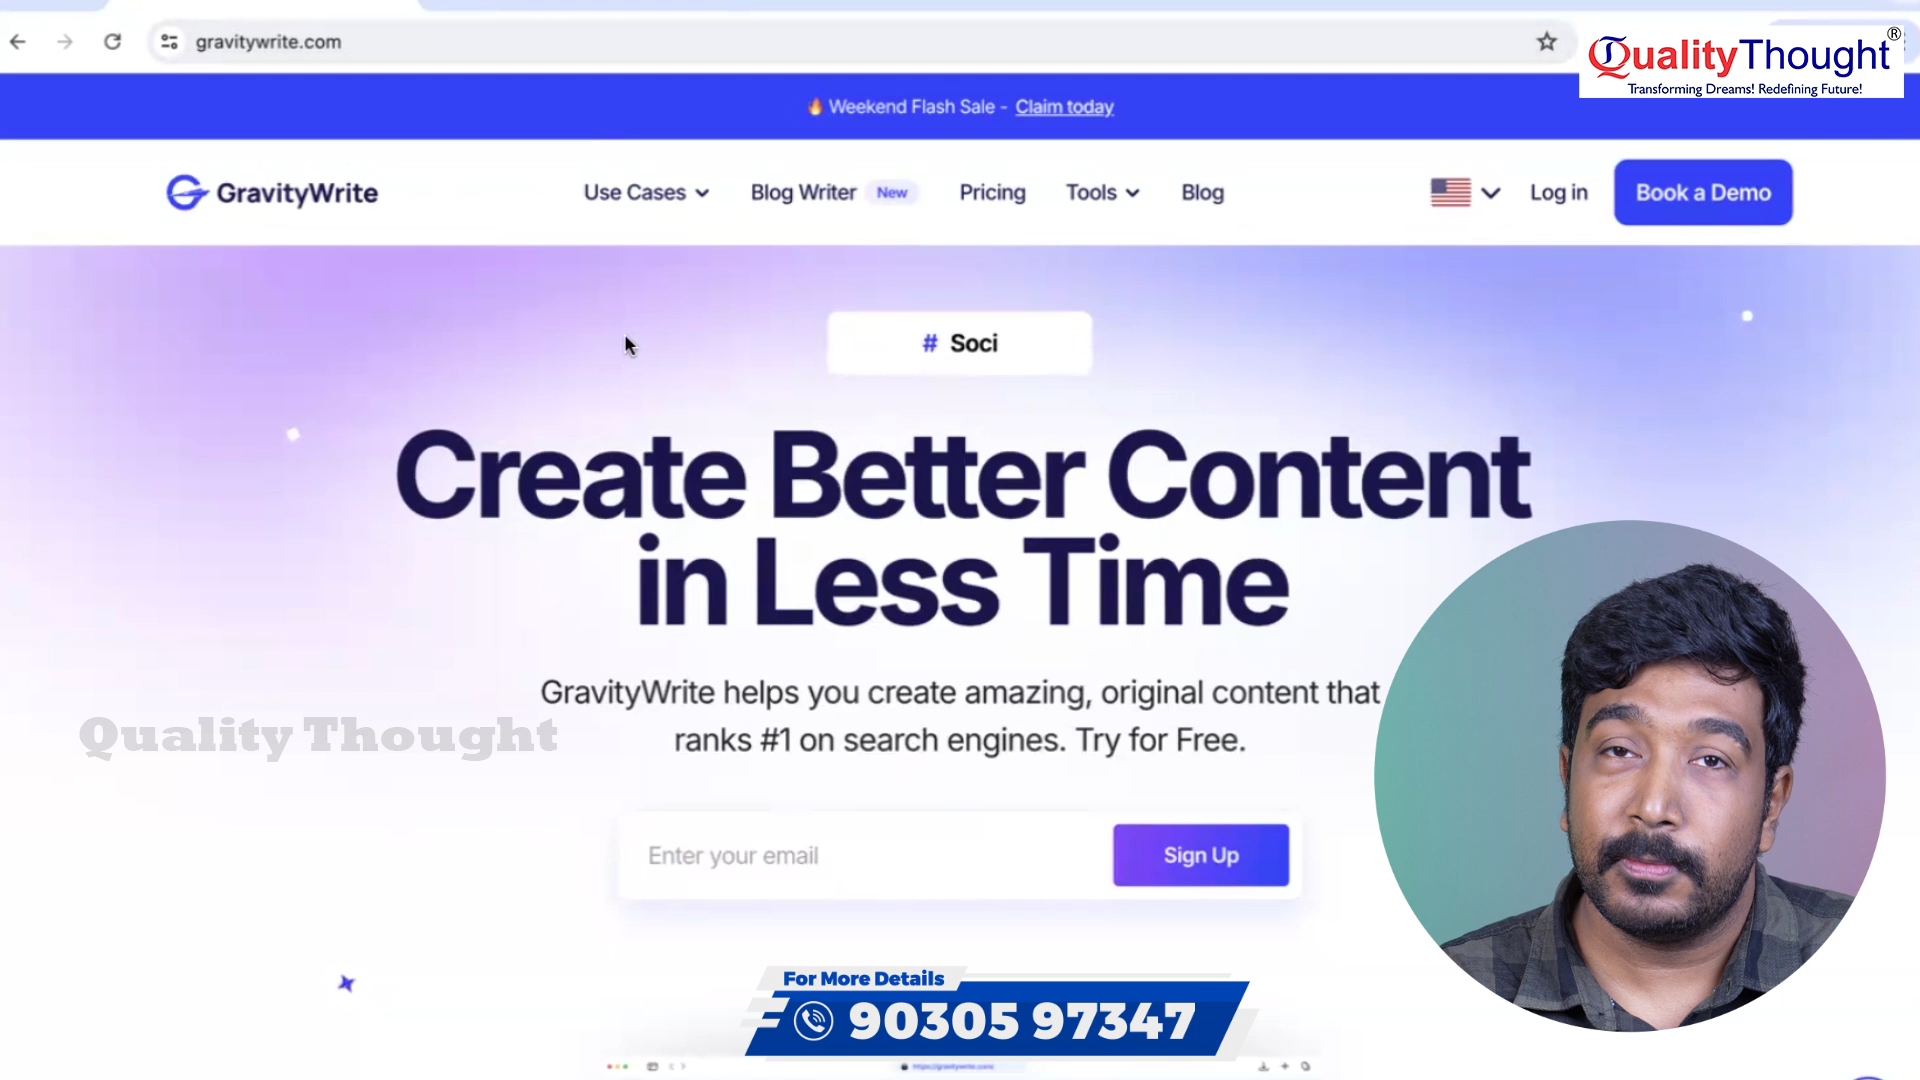 gravitywrite.com
QualityThought®
Transforming Dreams! Redefining Future!
🔥 Weekend Flash Sale - Claim today
GravityWrite
Use Cases
Blog Writer New
Pricing
Tools
Blog
Log in
Book a Demo
# Soci
Create Better Content
in Less Time
GravityWrite helps you create amazing, original content that
ranks #1 on search engines. Try for Free.
Quality Thought
Enter your email
Sign Up
For More Details
90305 97347
https://gravitywrite.com/